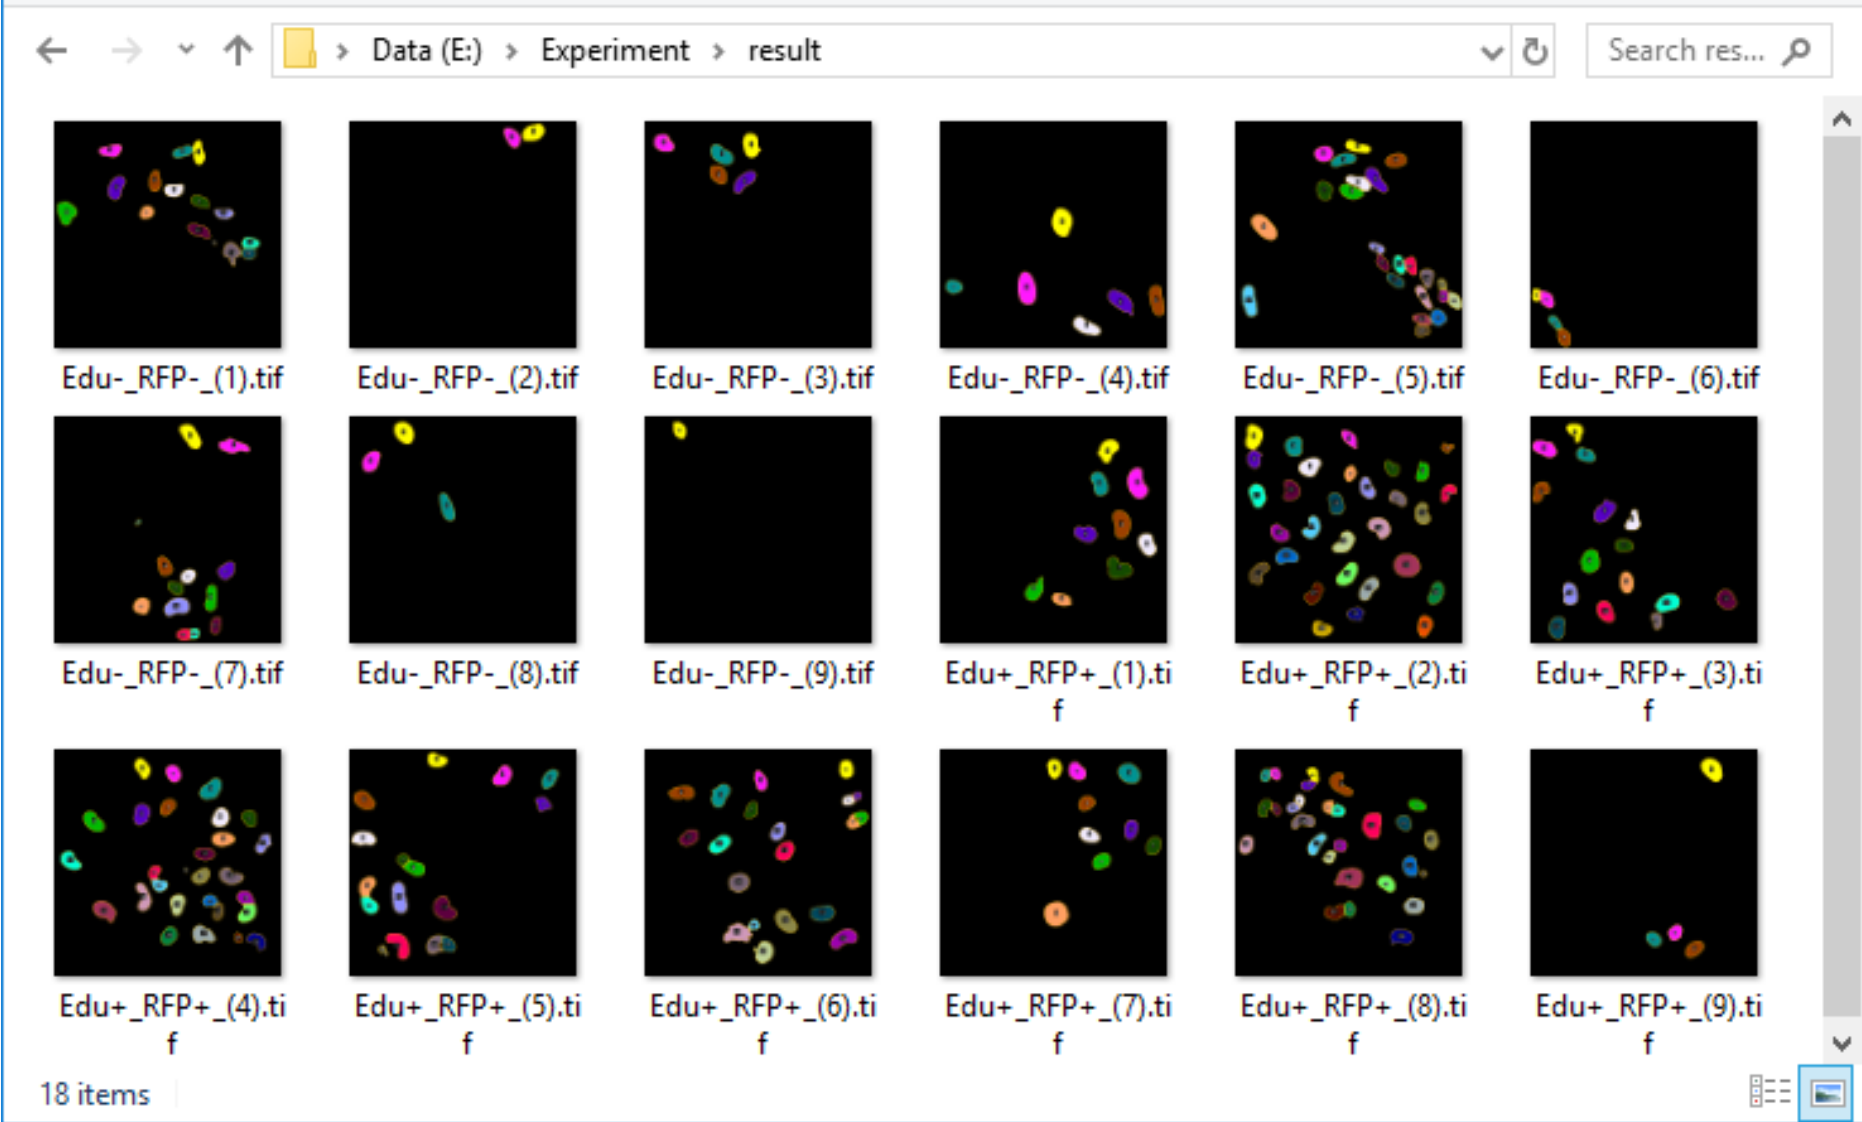 Data (E:) > Experiment > result
Search res...
Edu-_RFP-_(1).tif
Edu-_RFP-_(2).tif
Edu-_RFP-_(3).tif
Edu-_RFP-_(4).tif
Edu-_RFP-_(5).tif
Edu-_RFP-_(6).tif
Edu-_RFP-_(7).tif
Edu-_RFP-_(8).tif
Edu-_RFP-_(9).tif
Edu+_RFP+_(1).ti
f
Edu+_RFP+_(2).ti
f
Edu+_RFP+_(3).ti
f
Edu+_RFP+_(4).ti
f
Edu+_RFP+_(5).ti
f
Edu+_RFP+_(6).ti
f
Edu+_RFP+_(7).ti
f
Edu+_RFP+_(8).ti
f
Edu+_RFP+_(9).ti
f
18 items